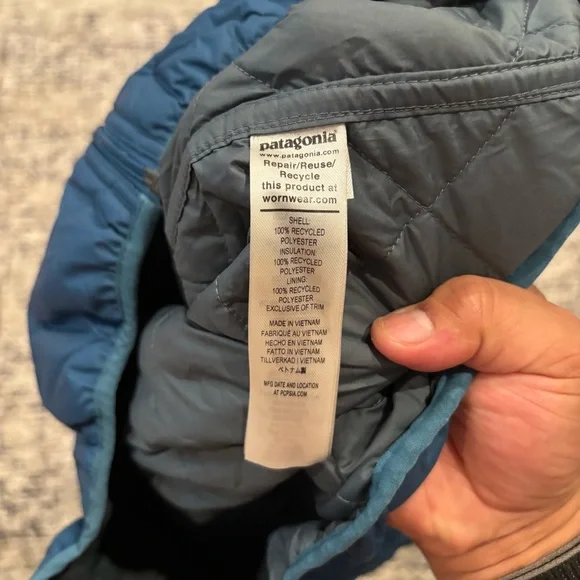 patagonia
www.patagonia.com
Repair/Reuse/
Recycle
this product at
wornwear.com
SHELL:
100% RECYCLED
POLYESTER
INSULATION:
100% RECYCLED
POLYESTER
LINING:
100% RECYCLED
POLYESTER
EXCLUSIVE OF TRIM
MADE IN VIETNAM
FABRIQUÉ AU VIETNAM
HECHO EN VIETNAM
FATTO IN VIETNAM
TILLVERKAD I VIETNAM
ベトナム製
MFG DATE AND LOCATION
AT PCPSIA.COM